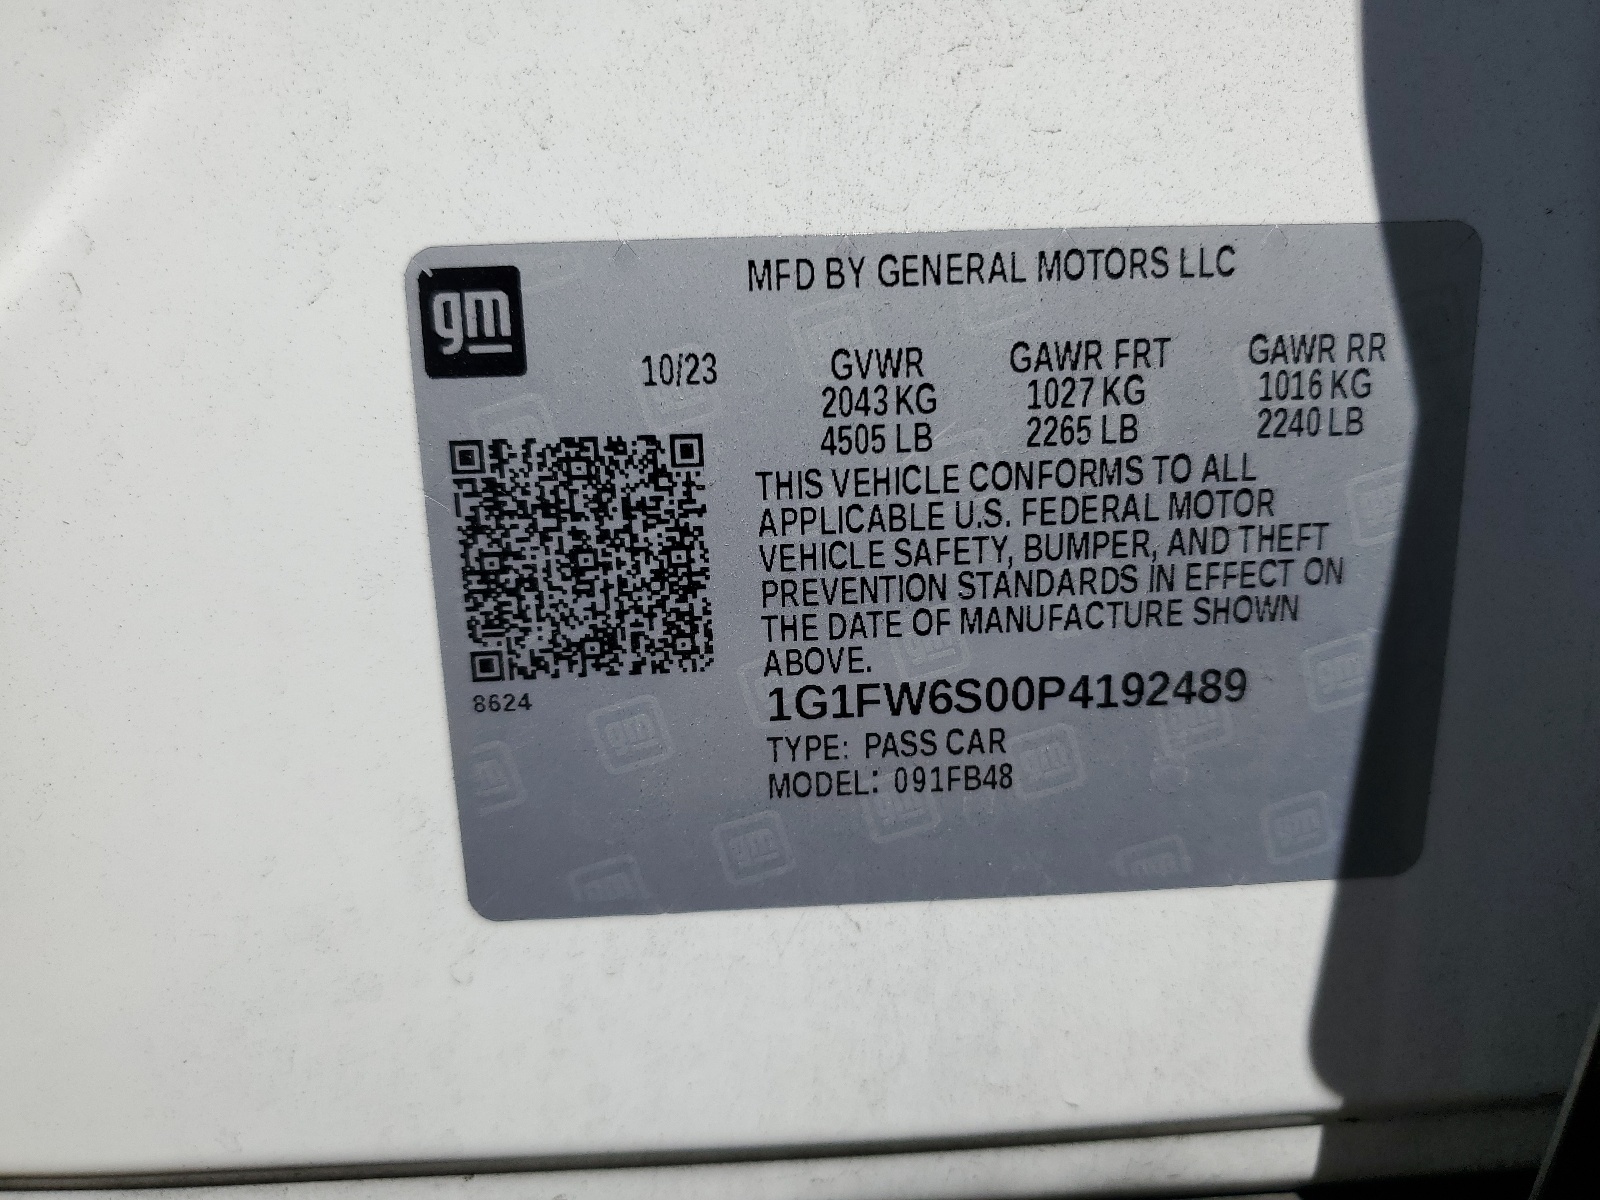 gm
MFD BY GENERAL MOTORS LLC
10/23 GVWR GAWR FRT GAWR RR
2043 KG 1027 KG 1016 KG
4505 LB 2265 LB 2240 LB
THIS VEHICLE CONFORMS TO ALL
APPLICABLE U.S. FEDERAL MOTOR
VEHICLE SAFETY, BUMPER, AND THEFT
PREVENTION STANDARDS IN EFFECT ON
THE DATE OF MANUFACTURE SHOWN
ABOVE.
8624
1G1FW6S00P4192489
TYPE: PASS CAR
MODEL: 091FB48